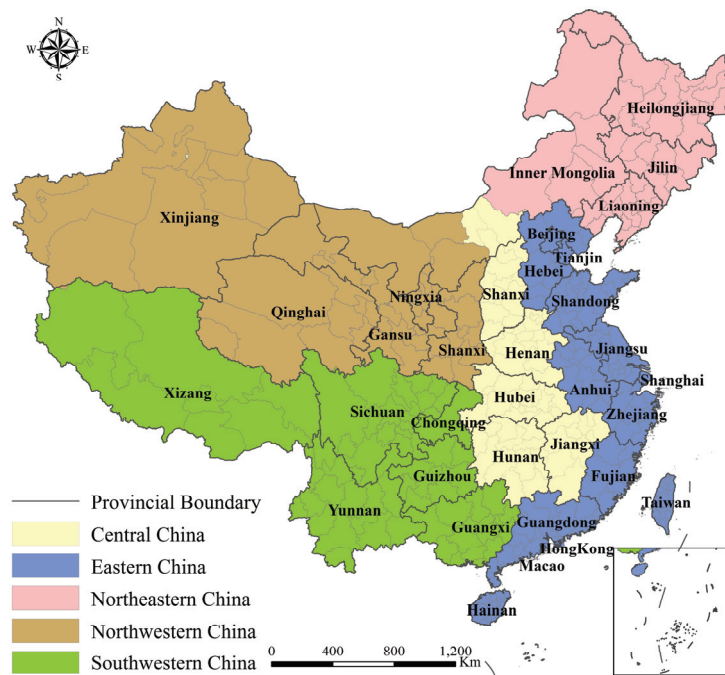 N
W E
S
Heilongjiang
Jilin
Inner Mongolia
Liaoning
Xinjiang
Beijing
Tianjin
Hebei
Shanxi
Shandong
Ningxia
Qinghai
Gansu
Shanxi
Henan
Jiangsu
Shanghai
Anhui
Xizang
Hubei
Zhejiang
Sichuan
Chongqing
Jiangxi
Hunan
Guizhou
Fujian
Taiwan
Yunnan
Guangxi
Guangdong
HongKong
Macao
Hainan
Provincial Boundary
Central China
Eastern China
Northeastern China
Northwestern China
Southwestern China
0 400 800 1,200
Km